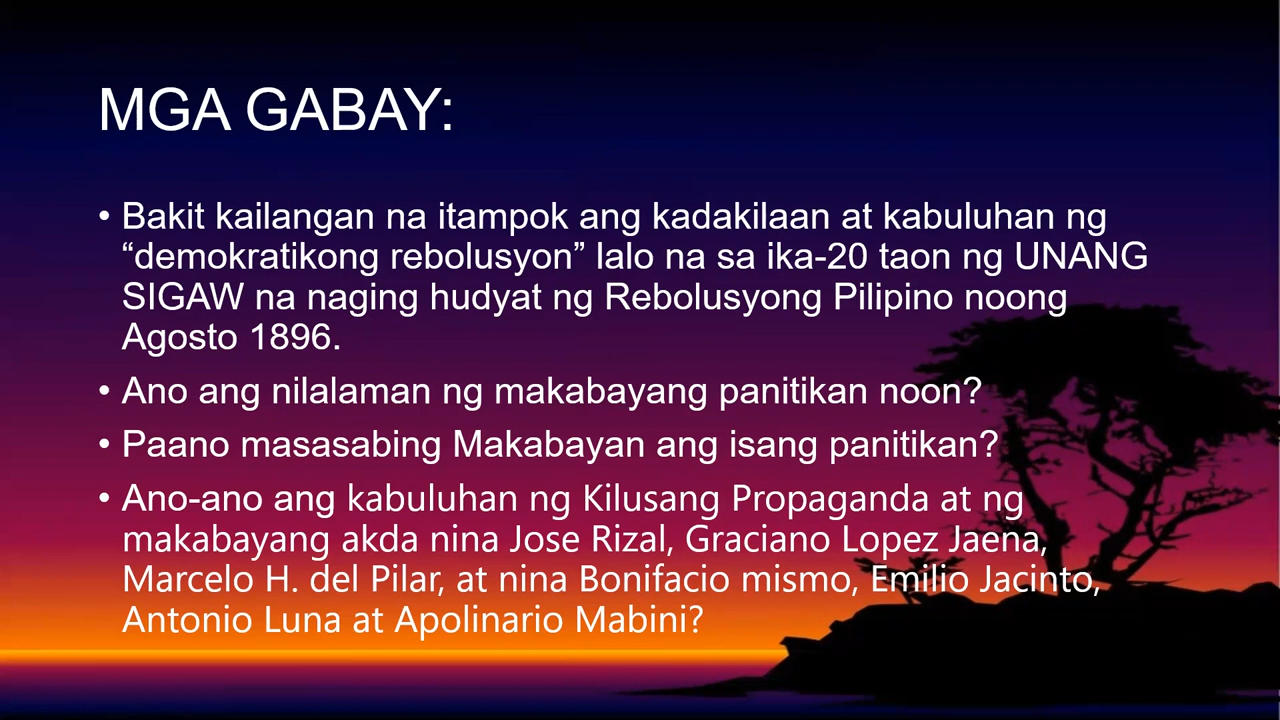 MGA GABAY:
• Bakit kailangan na itampok ang kadakilaan at kabuluhan ng
“demokratikong rebolusyon” lalo na sa ika-20 taon ng UNANG
SIGAW na naging hudyat ng Rebolusyong Pilipino noong
Agosto 1896.
• Ano ang nilalaman ng makabayang panitikan noon?
• Paano masasabing Makabayan ang isang panitikan?
• Ano-ano ang kabuluhan ng Kilusang Propaganda at ng
makabayang akda nina Jose Rizal, Graciano Lopez Jaena,
Marcelo H. del Pilar, at nina Bonifacio mismo, Emilio Jacinto,
Antonio Luna at Apolinario Mabini?